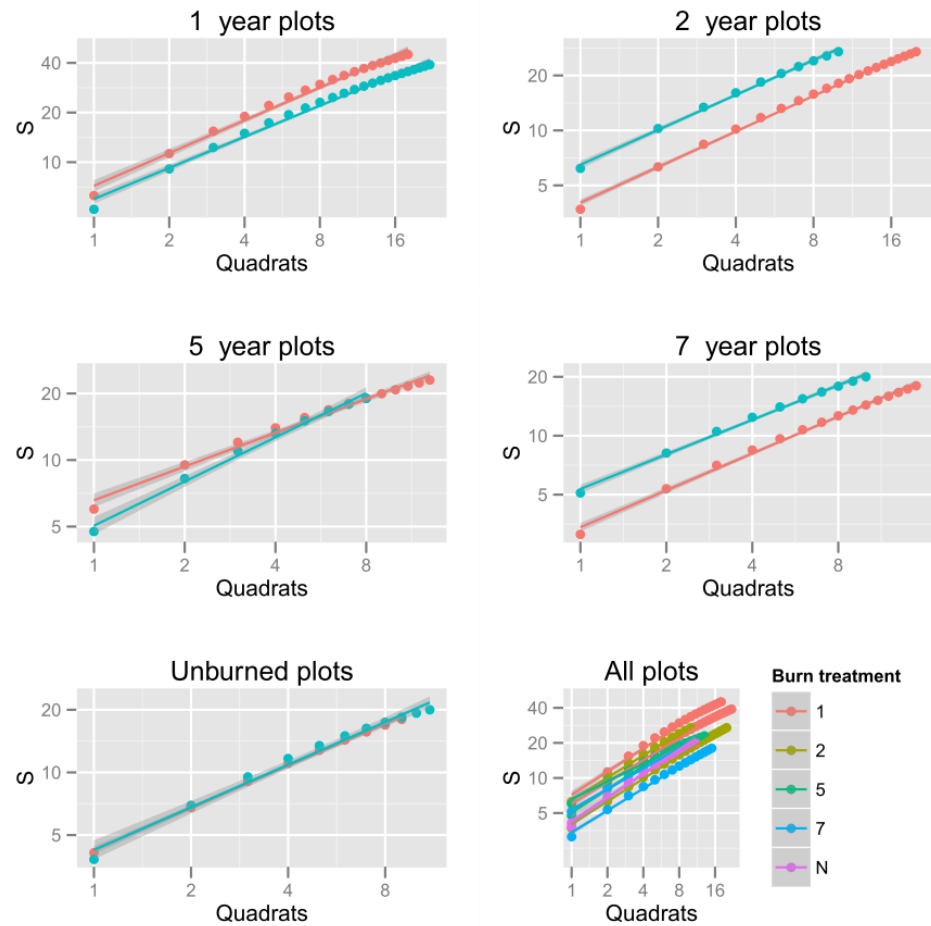 1 year plots
S
40
20
10
1 2 4 8 16
Quadrats
2 year plots
S
20
10
5
1 2 4 8 16
Quadrats
5 year plots
S
20
10
5
1 2 4 8
Quadrats
7 year plots
S
20
10
5
1 2 4 8
Quadrats
Unburned plots
S
20
10
5
1 2 4 8
Quadrats
All plots
S
40
20
10
5
1 2 4 8 16
Quadrats
Burn treatment
1
2
5
7
N